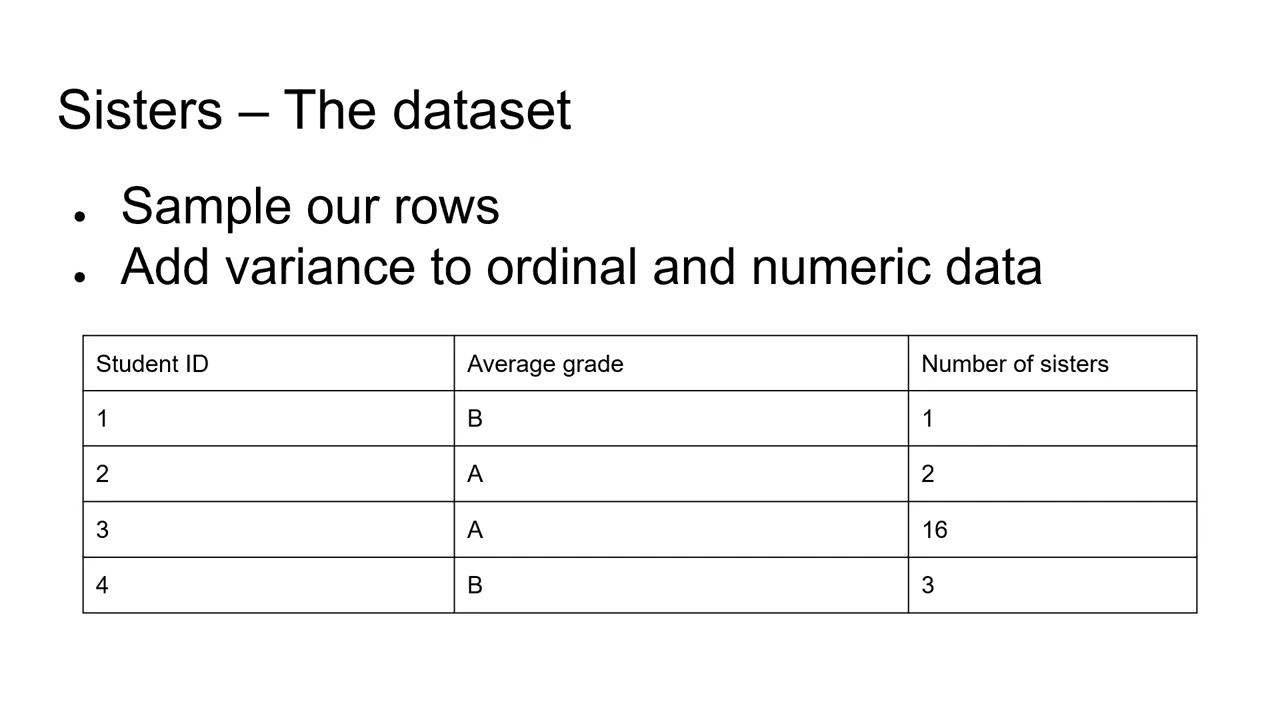 Sisters – The dataset
● Sample our rows
● Add variance to ordinal and numeric data
Student ID Average grade Number of sisters
1 B 1
2 A 2
3 A 16
4 B 3